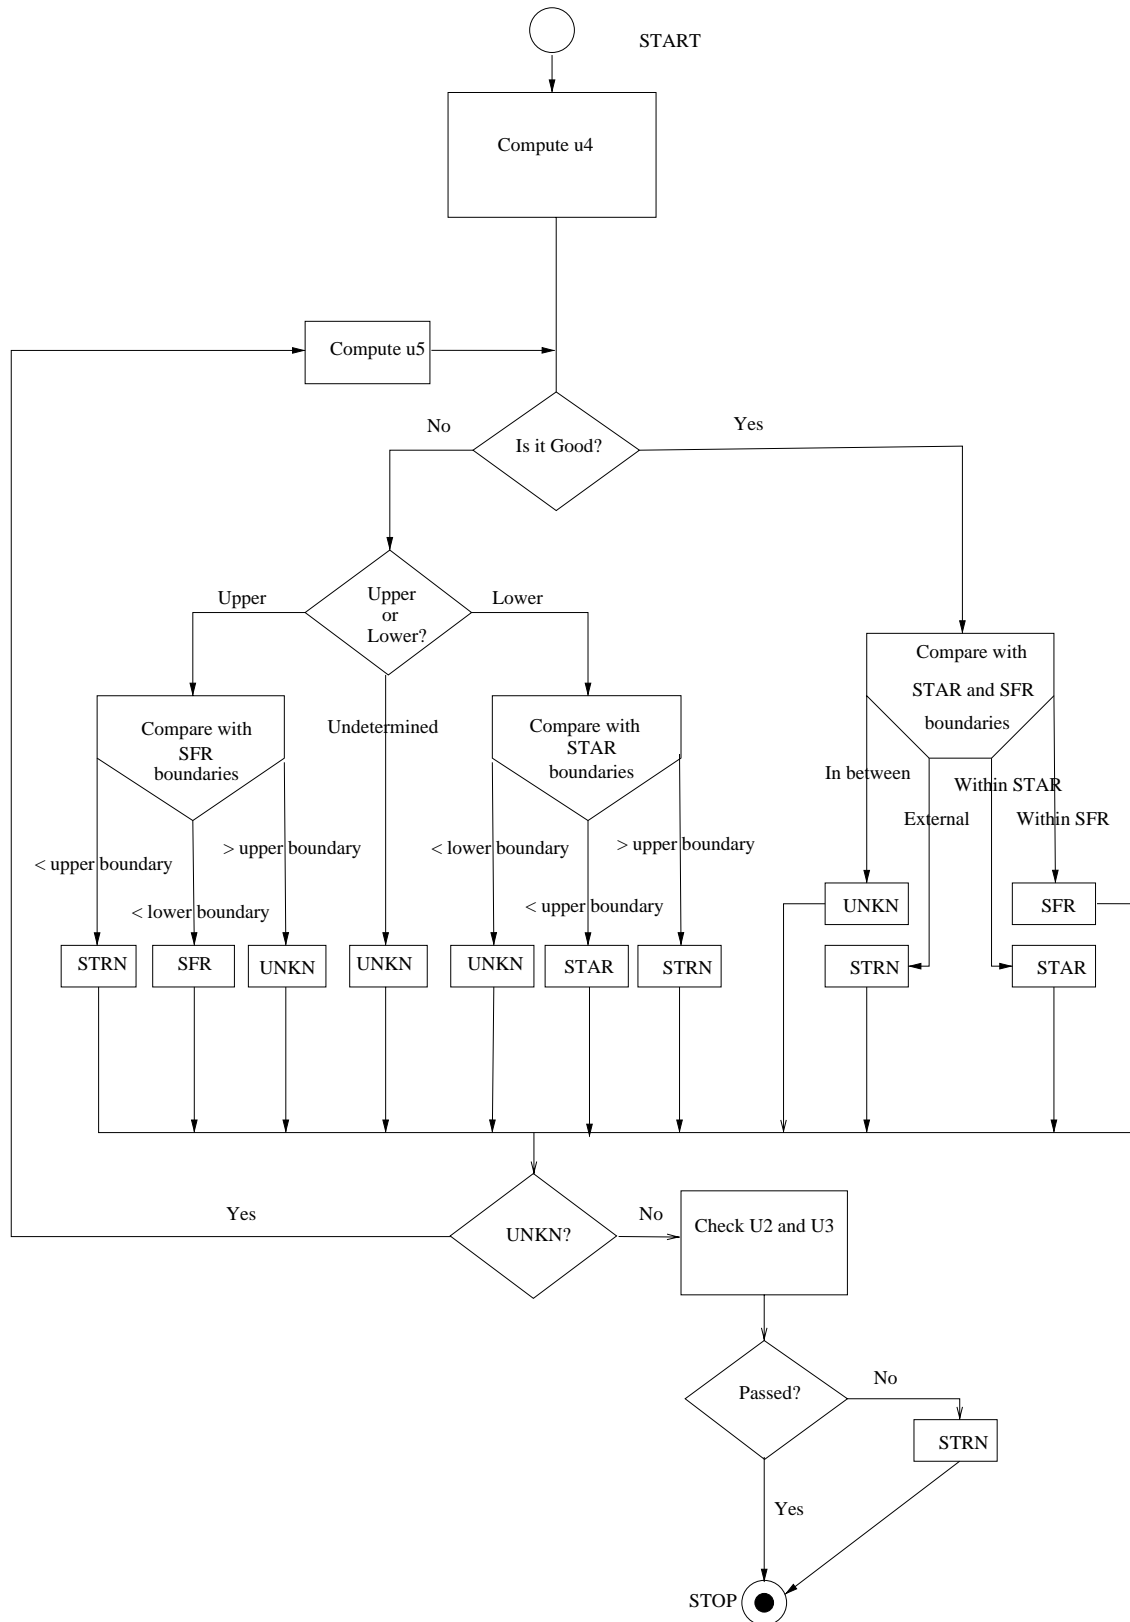 START
Compute u4
Compute u5
No
Is it Good?
Yes
Upper
Upper
or
Lower?
Lower
Compare with
STAR and SFR
boundaries
Compare with
SFR
boundaries
Undetermined
Compare with
STAR
boundaries
In between
Within STAR
External
Within SFR
< upper boundary
> upper boundary
< lower boundary
> upper boundary
< lower boundary
< upper boundary
UNKN
SFR
STRN
SFR
UNKN
UNKN
UNKN
STAR
STRN
STRN
STAR
Yes
UNKN?
No
Check U2 and U3
Passed?
No
STRN
Yes
STOP